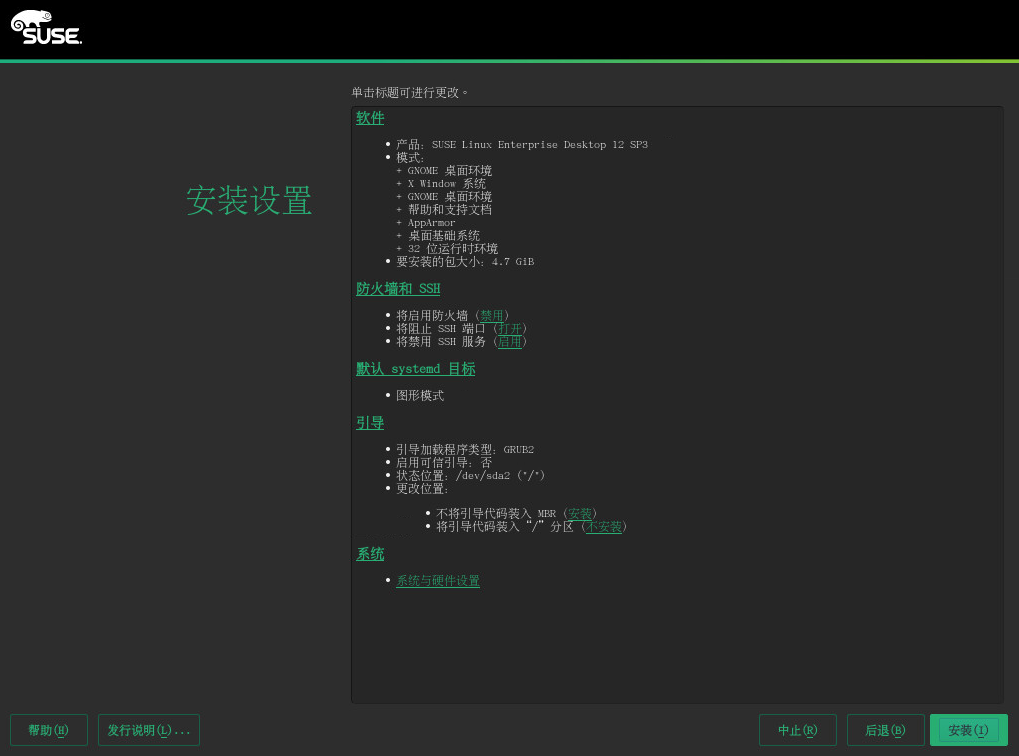 SUSE.
单击标题可进行更改。
安装设置
软件
产品: SUSE Linux Enterprise Desktop 12 SP3
模式:
+ GNOME 桌面环境
+ X Window 系统
+ GNOME 桌面环境
+ 帮助和支持文档
+ AppArmor
+ 桌面基础系统
+ 32 位运行时环境
要安装的包大小: 4.7 GiB
防火墙和 SSH
将启用防火墙 (禁用)
将阻止 SSH 端口 (打开)
将禁用 SSH 服务 (启用)
默认 systemd 目标
图形模式
引导
引导加载程序类型: GRUB2
启用可信引导: 否
状态位置: /dev/sda2 ("/")
更改位置:
不将引导代码装入 MBR (安装)
将引导代码装入“/”分区 (不安装)
系统
系统与硬件设置
帮助(H) 发行说明(L)... 中止(R) 后退(B) 安装(I)